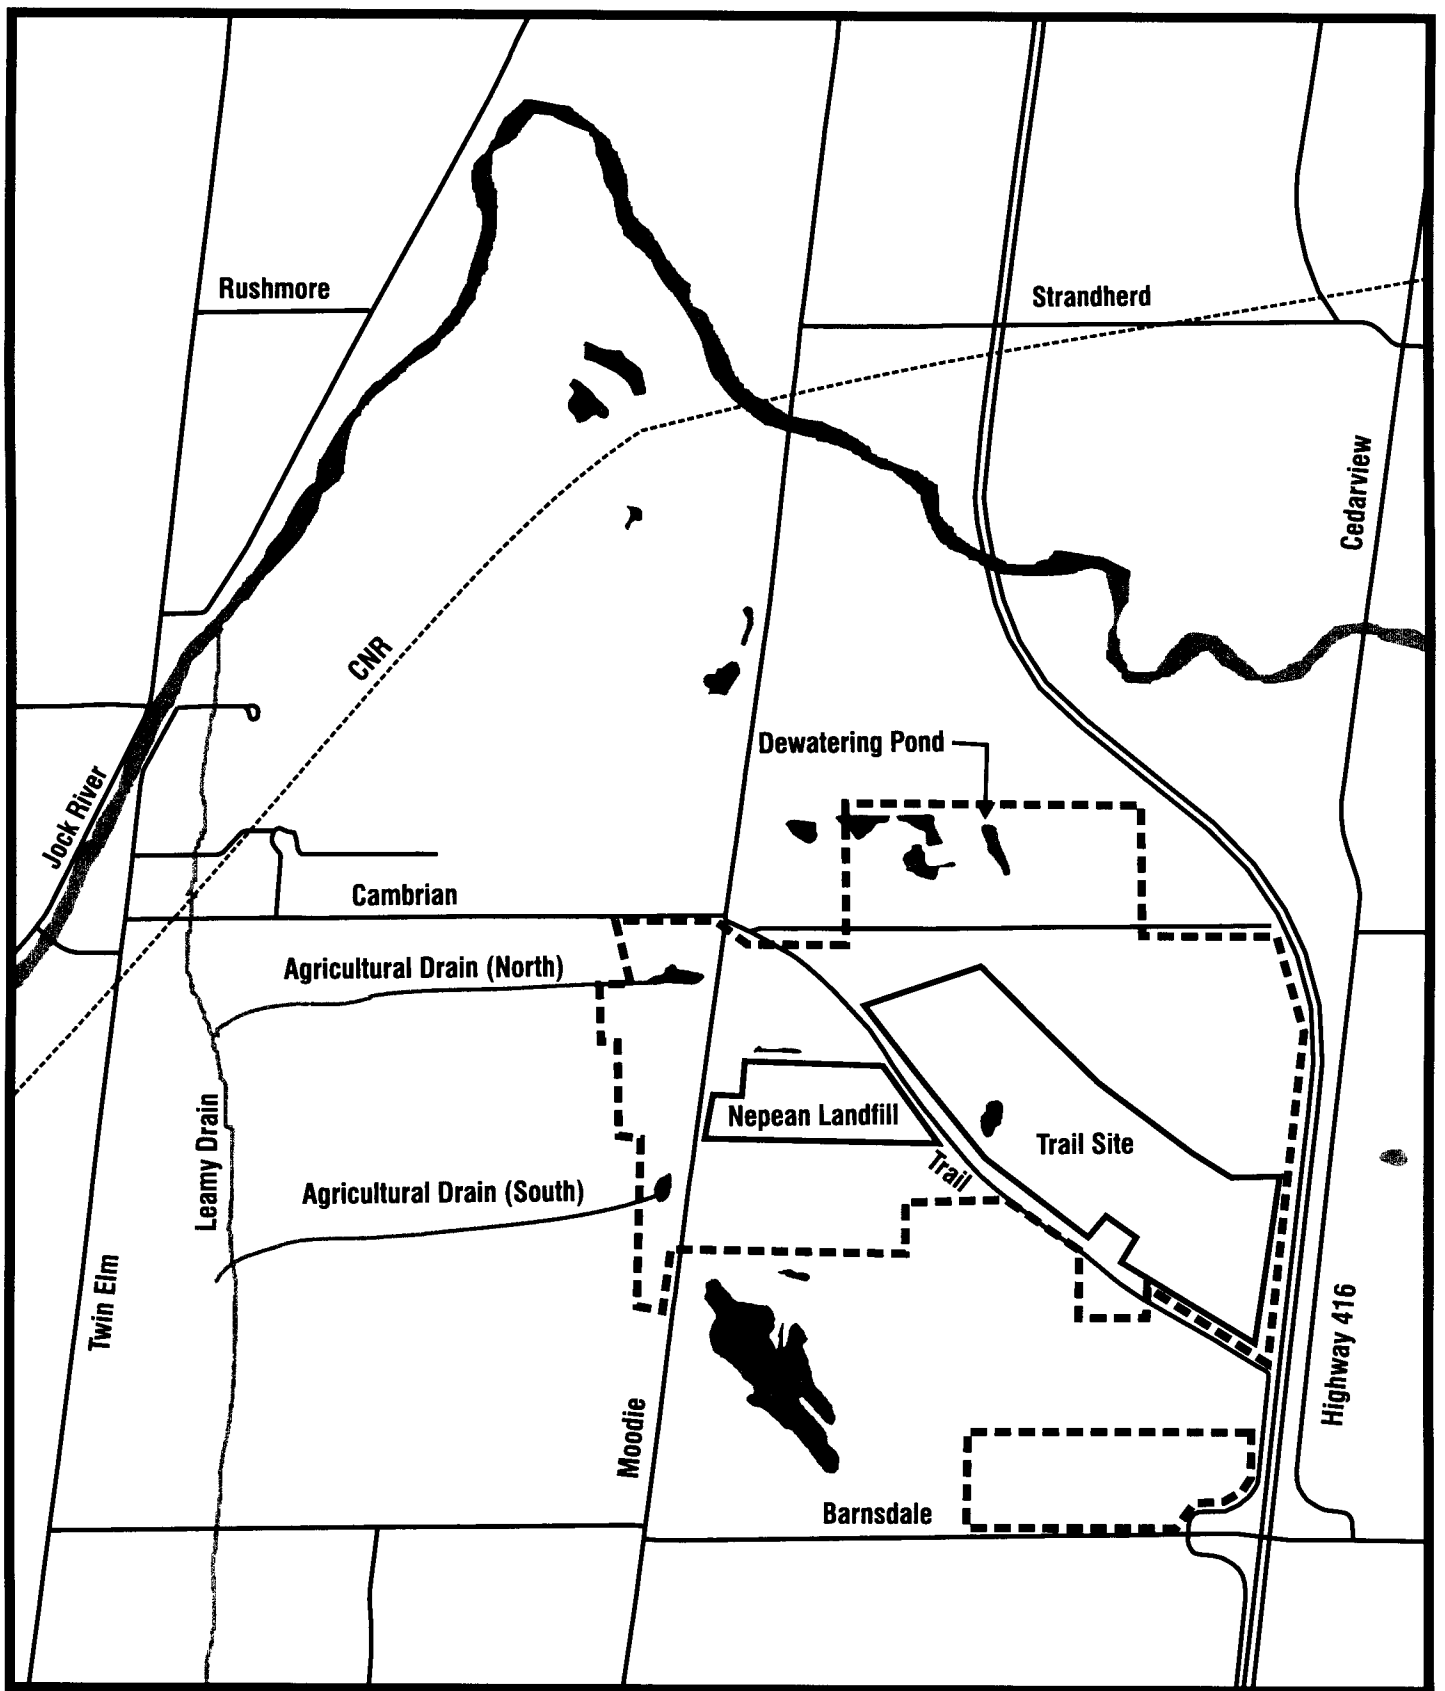 Rushmore
Strandherd
Cedarview
CNR
Dewatering Pond
Jock River
Cambrian
Agricultural Drain (North)
Leamy Drain
Nepean Landfill
Trail Site
Trail
Agricultural Drain (South)
Twin Elm
Highway 416
Moodie
Barnsdale